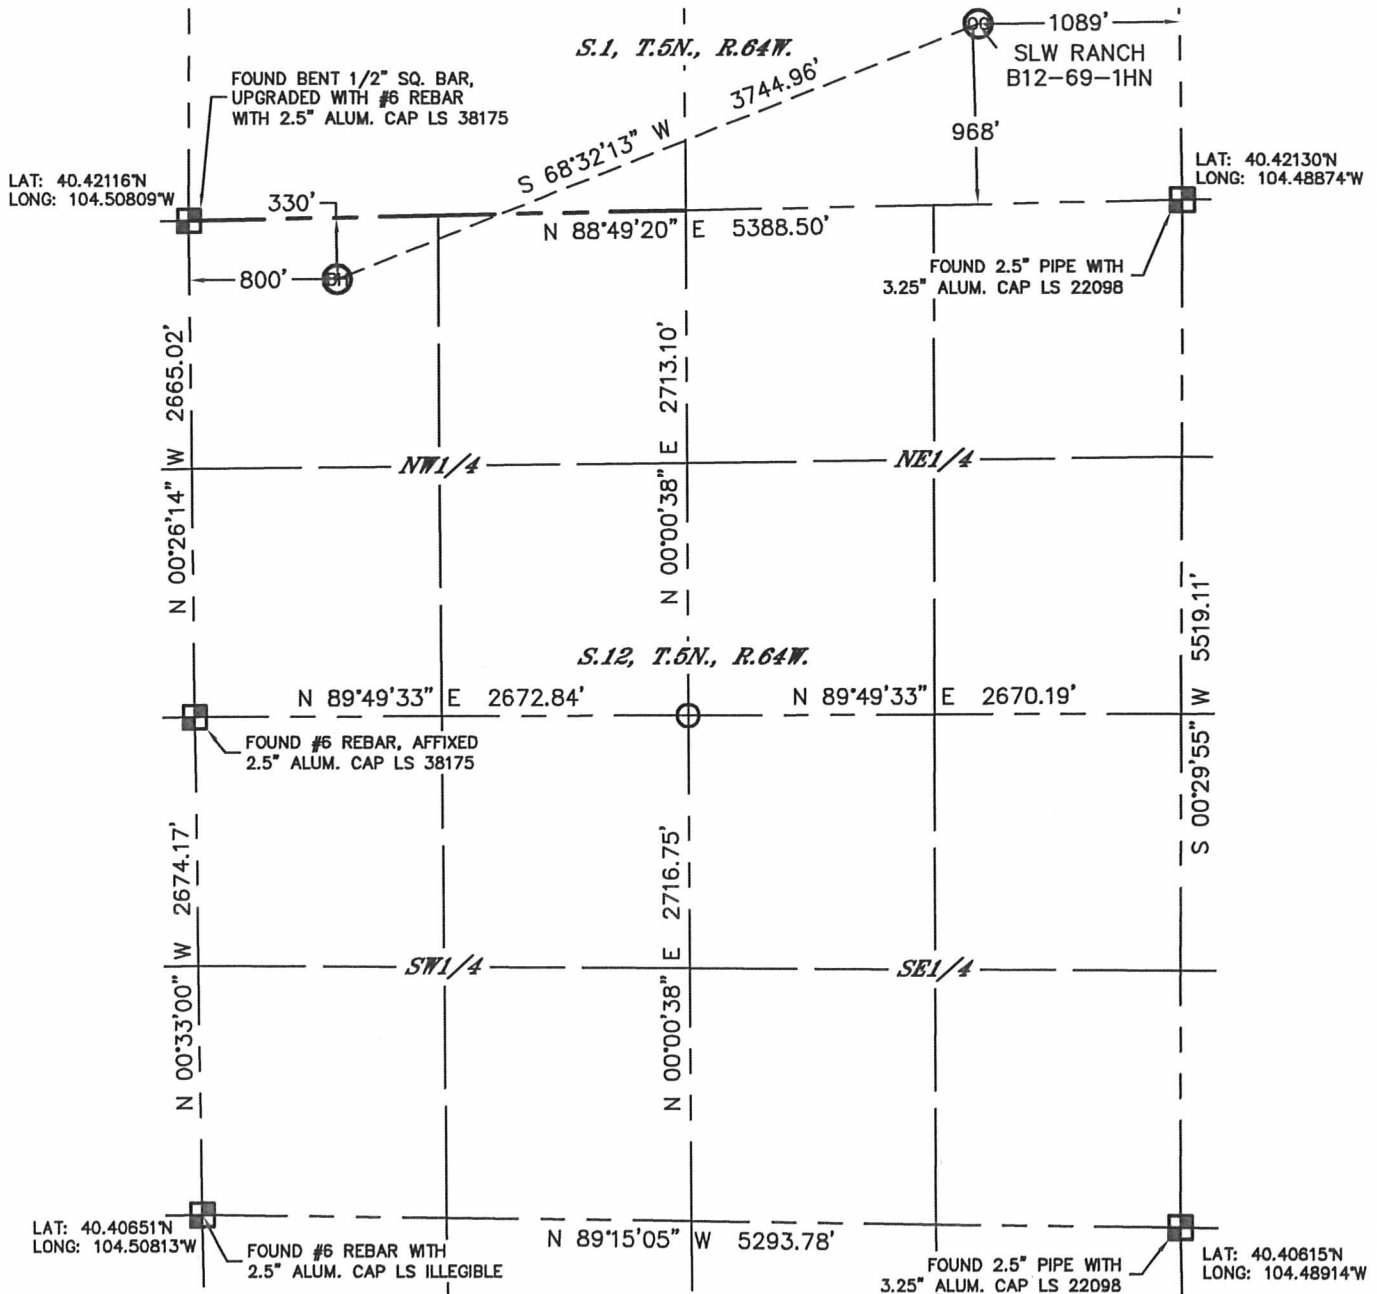 S.1, T.5N., R.64W.
1089'
SLW RANCH
B12-69-1HN
FOUND BENT 1/2" SQ. BAR,
UPGRADED WITH #6 REBAR
WITH 2.5" ALUM. CAP LS 38175
3744.96'
968'
S 68°32'13" W
LAT: 40.42116°N
LONG: 104.50809°W
LAT: 40.42130°N
LONG: 104.48874°W
330'
N 88°49'20" E 5388.50'
800'
BH
FOUND 2.5" PIPE WITH
3.25" ALUM. CAP LS 22098
N 00°26'14" W 2665.02'
N 00°00'38" E 2713.10'
NW1/4
NE1/4
S 00°29'55" W 5519.11'
S.12, T.5N., R.64W.
N 89°49'33" E 2672.84'
N 89°49'33" E 2670.19'
FOUND #6 REBAR, AFFIXED
2.5" ALUM. CAP LS 38175
N 00°33'00" W 2674.17'
N 00°00'38" E 2716.75'
SW1/4
SE1/4
LAT: 40.40651°N
LONG: 104.50813°W
N 89°15'05" W 5293.78'
FOUND #6 REBAR WITH
2.5" ALUM. CAP LS ILLEGIBLE
FOUND 2.5" PIPE WITH
3.25" ALUM. CAP LS 22098
LAT: 40.40615°N
LONG: 104.48914°W